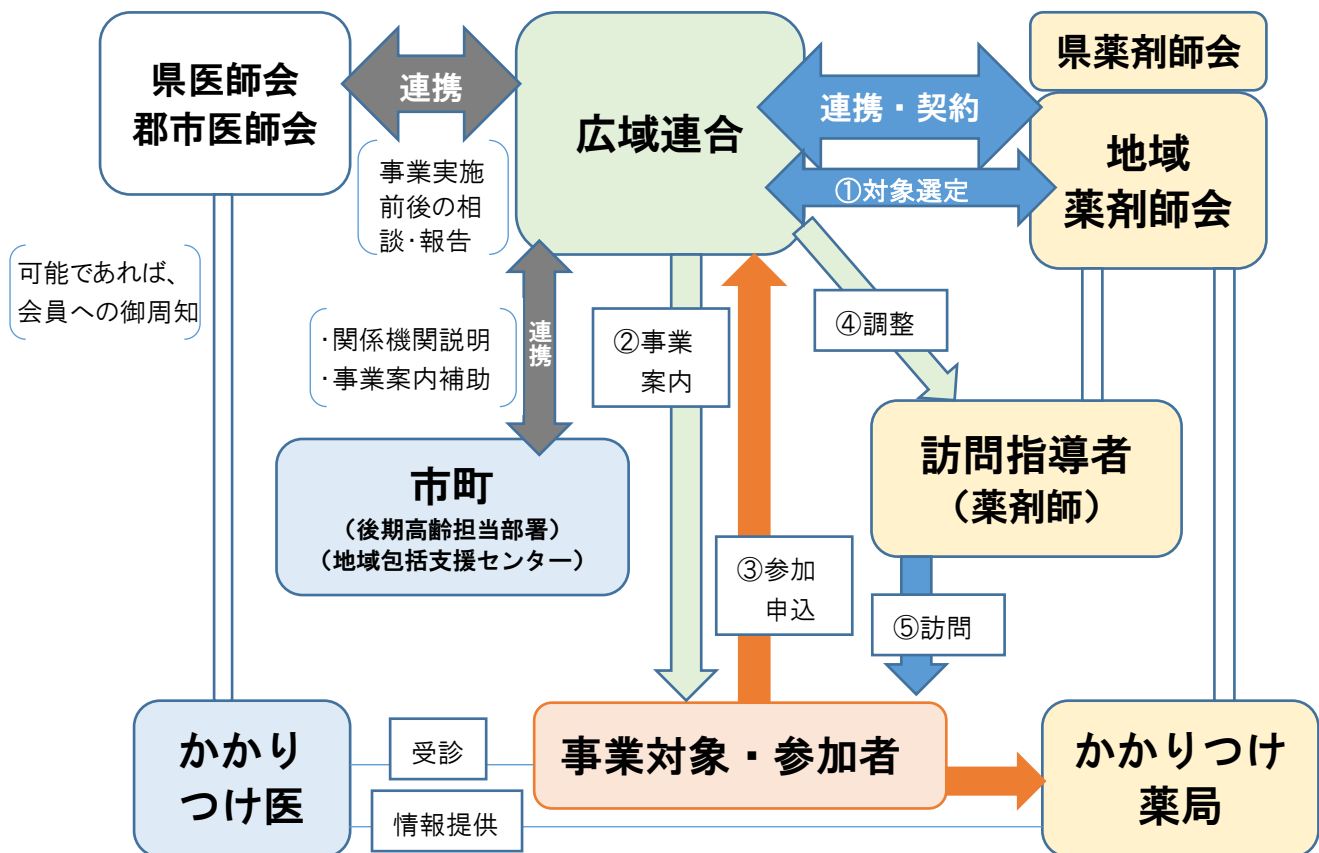 県医師会
郡市医師会
連携
広域連合
連携・契約
県薬剤師会
地域
薬剤師会
①対象選定
事業実施
前後の相
談・報告
可能であれば、
会員への御周知
・関係機関説明
・事業案内補助
連携
②事業
案内
④調整
市町
（後期高齢担当部署）
（地域包括支援センター）
訪問指導者
（薬剤師）
③参加
申込
⑤訪問
かかり
つけ医
受診
情報提供
事業対象・参加者
かかりつけ
薬局